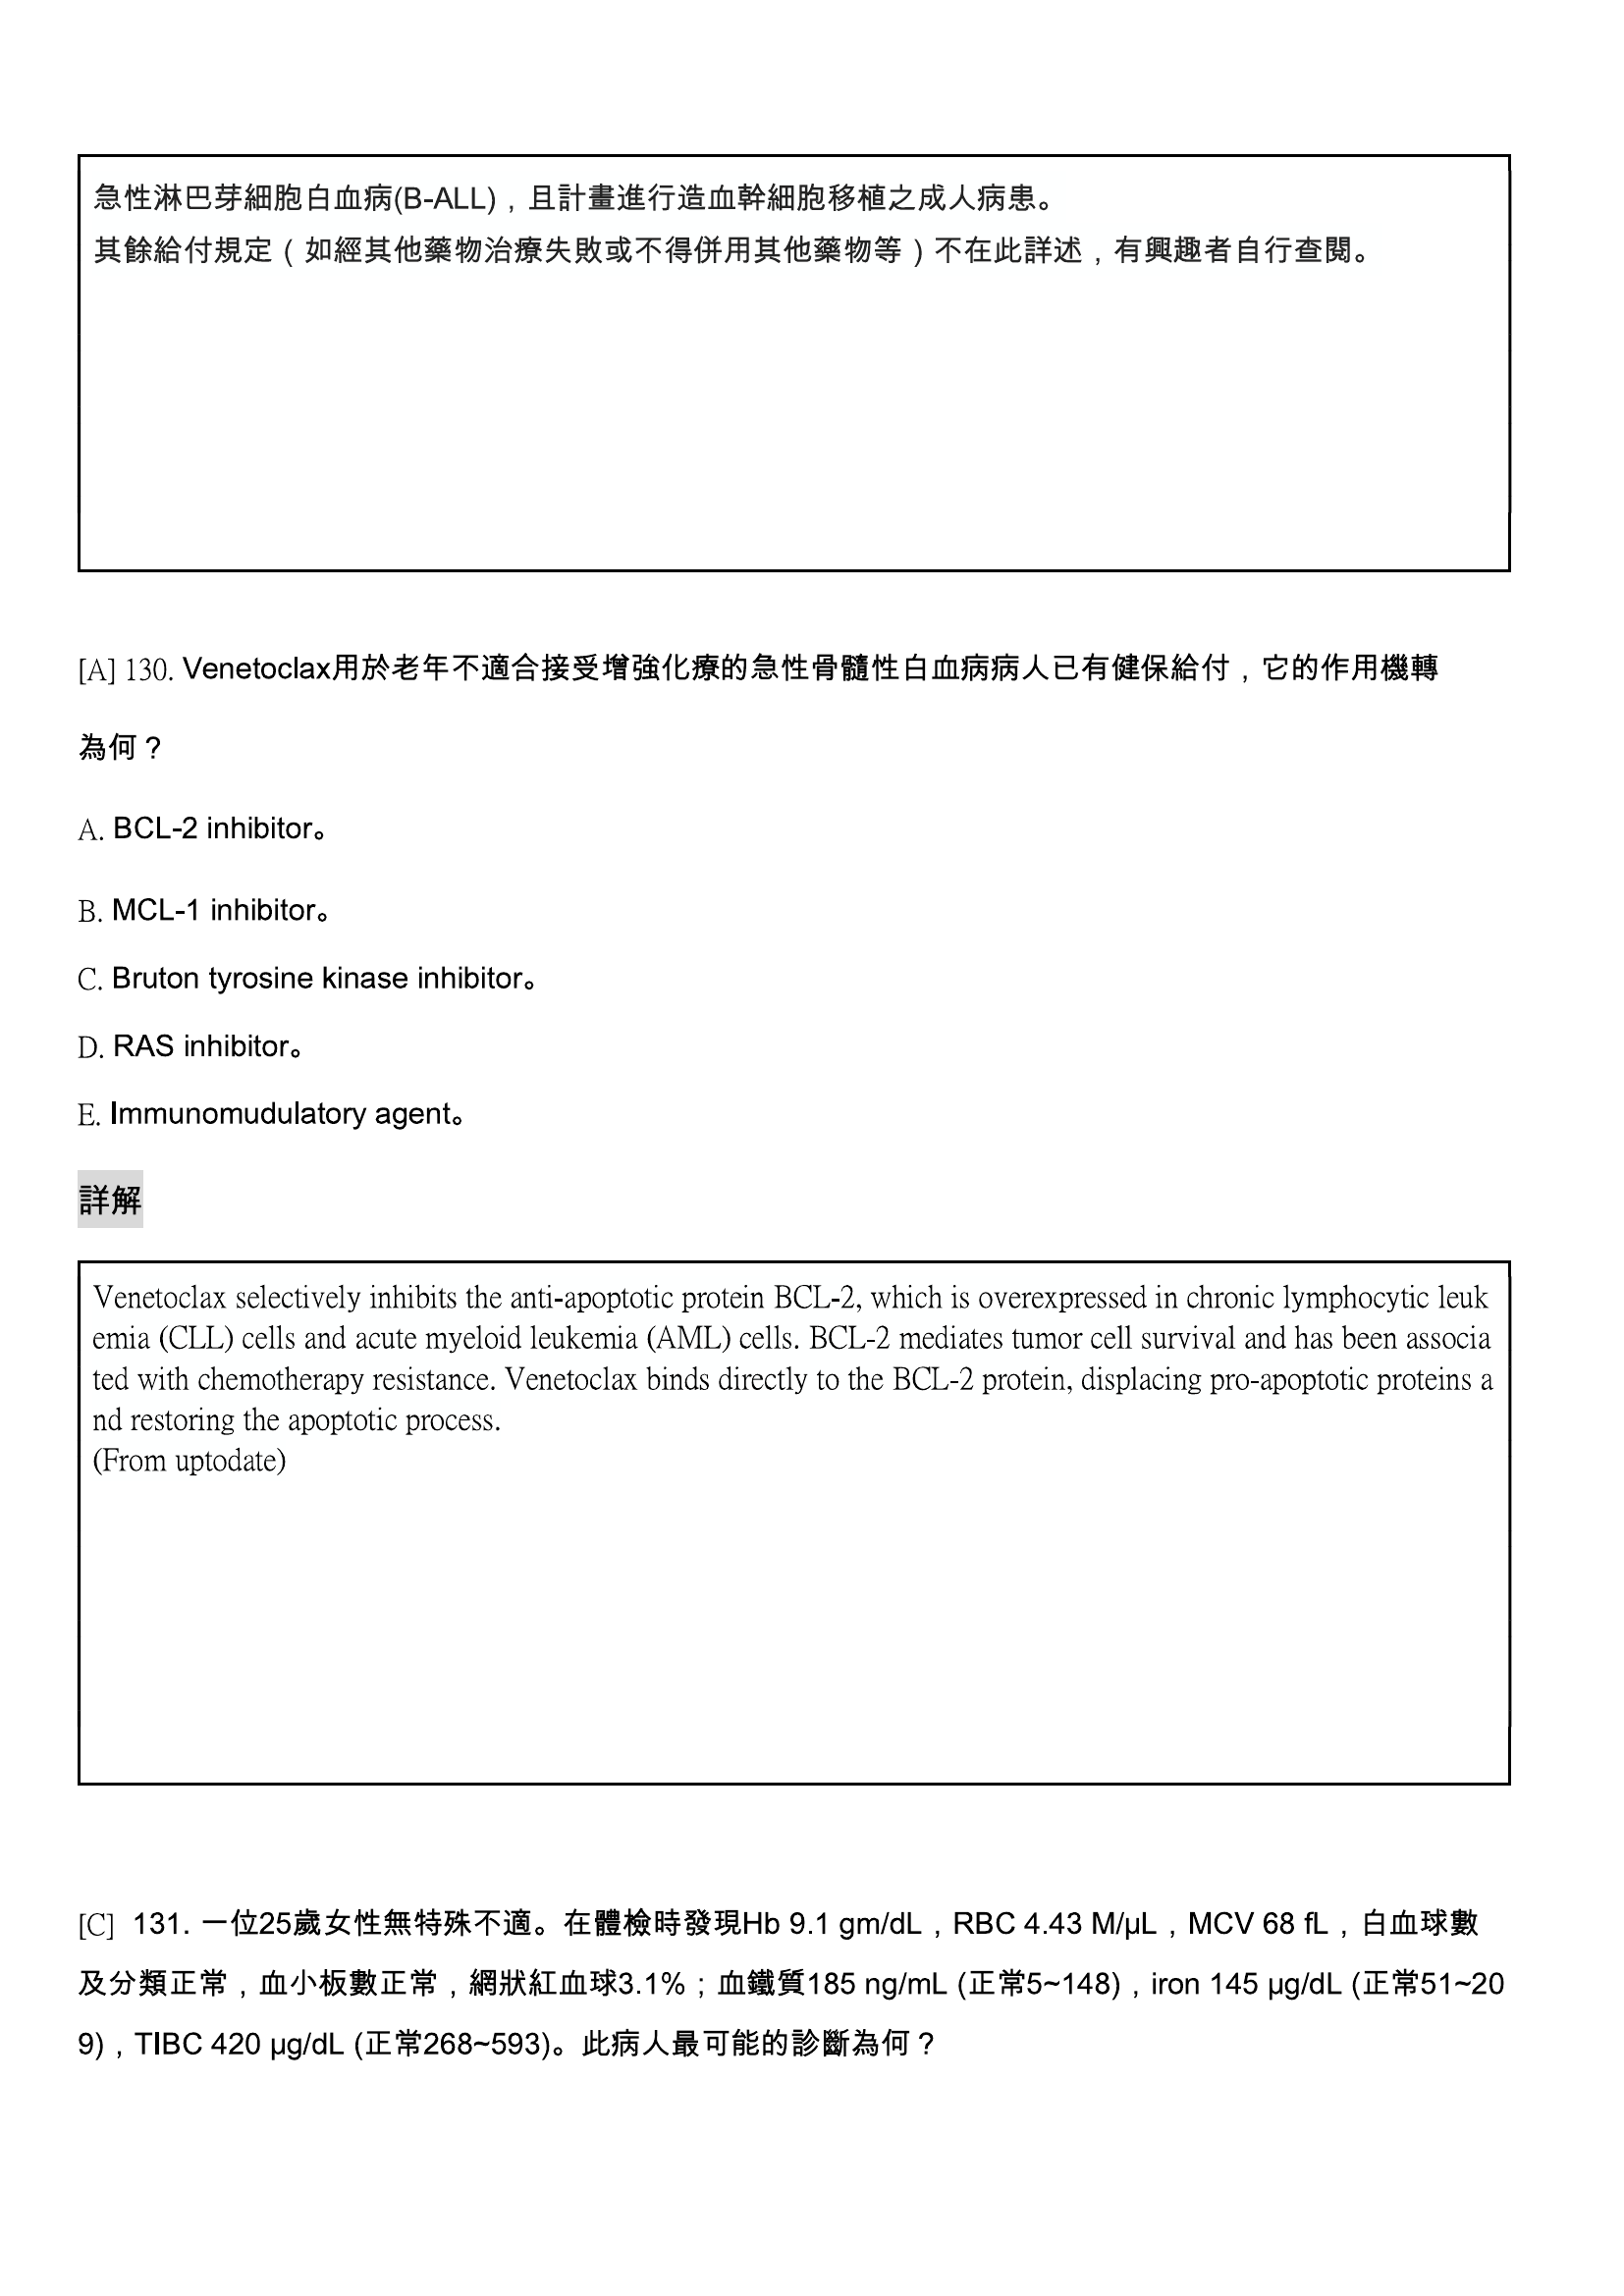 急性淋巴芽細胞白血病(B-ALL)，且計畫進行造血幹細胞移植之成人病患。
其餘給付規定（如經其他藥物治療失敗或不得併用其他藥物等）不在此詳述，有興趣者自行查閱。
[A] 130. Venetoclax用於老年不適合接受增強化療的急性骨髓性白血病病人已有健保給付，它的作用機轉
為何？
A. BCL-2 inhibitor。
B. MCL-1 inhibitor。
C. Bruton tyrosine kinase inhibitor。
D. RAS inhibitor。
E. Immunomudulatory agent。
詳解
Venetoclax selectively inhibits the anti-apoptotic protein BCL-2, which is overexpressed in chronic lymphocytic leuk
emia (CLL) cells and acute myeloid leukemia (AML) cells. BCL-2 mediates tumor cell survival and has been associa
ted with chemotherapy resistance. Venetoclax binds directly to the BCL-2 protein, displacing pro-apoptotic proteins a
nd restoring the apoptotic process.
(From uptodate)
[C] 131. 一位25歲女性無特殊不適。在體檢時發現Hb 9.1 gm/dL，RBC 4.43 M/μL，MCV 68 fL，白血球數
及分類正常，血小板數正常，網狀紅血球3.1%；血鐵質185 ng/mL (正常5~148)，iron 145 μg/dL (正常51~20
9)，TIBC 420 μg/dL (正常268~593)。此病人最可能的診斷為何？